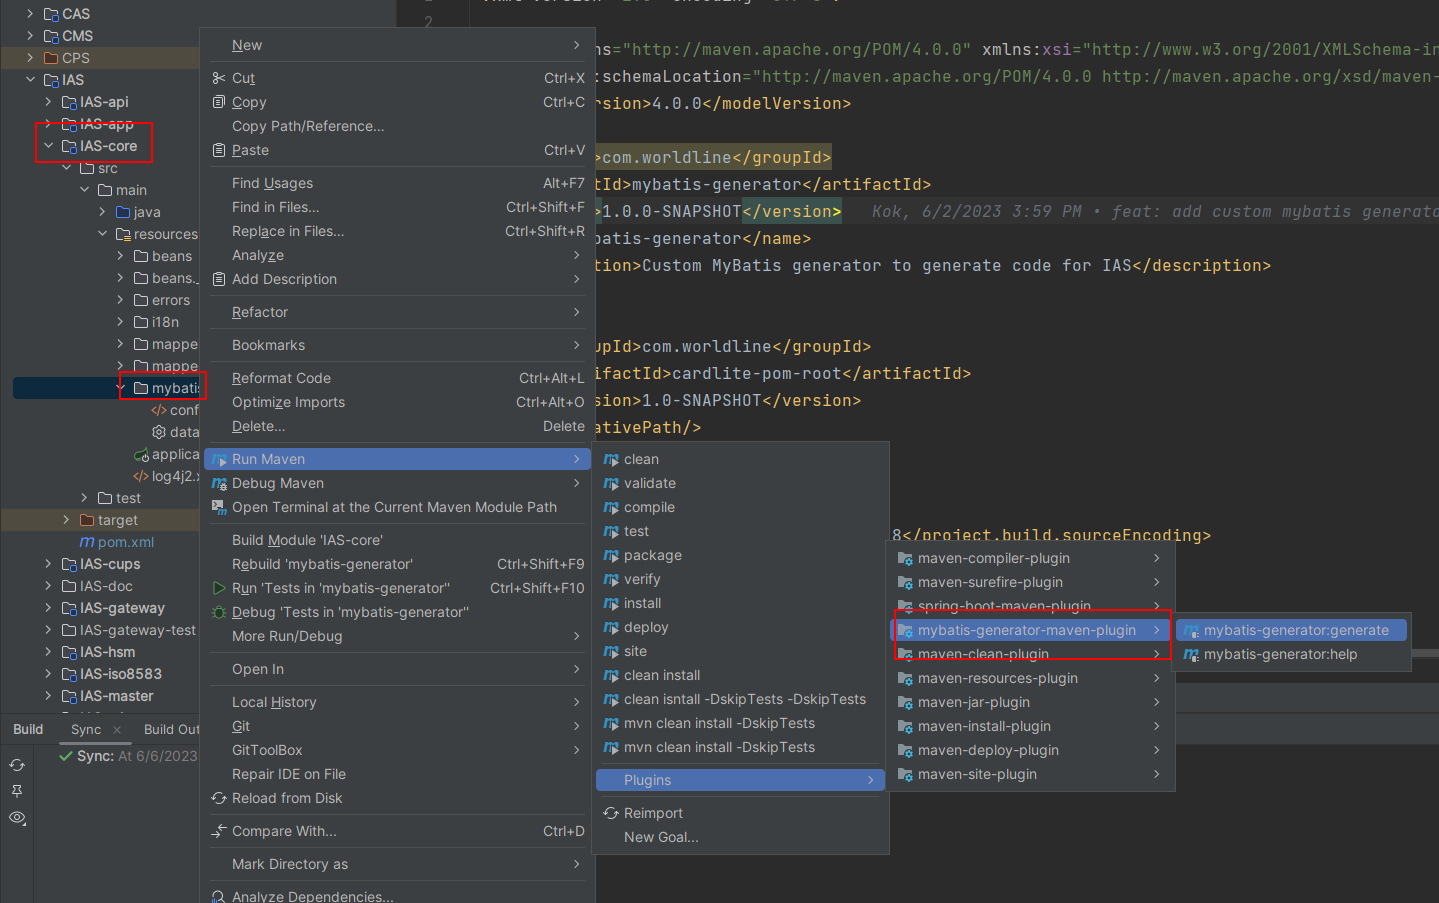 CAS
CMS
CPS
IAS
IAS-api
IAS-app
IAS-core
src
main
java
resources
beans
beans.
errors
i18n
mappe
mappe
mybatis
conf
data
applica
log4j2.x
test
target
pom.xml
IAS-cups
IAS-doc
IAS-gateway
IAS-gateway-test
IAS-hsm
IAS-iso8583
IAS-master
Build
Sync
Build Out
Sync: At 6/6/2023
New
Cut Ctrl+X
Copy Ctrl+C
Copy Path/Reference...
Paste Ctrl+V
Find Usages Alt+F7
Find in Files... Ctrl+Shift+F
Replace in Files... Ctrl+Shift+R
Analyze
Add Description
Refactor
Bookmarks
Reformat Code Ctrl+Alt+L
Optimize Imports Ctrl+Alt+O
Delete... Delete
Run Maven
Debug Maven
Open Terminal at the Current Maven Module Path
Build Module 'IAS-core'
Rebuild 'mybatis-generator' Ctrl+Shift+F9
Run 'Tests in 'mybatis-generator'' Ctrl+Shift+F10
Debug 'Tests in 'mybatis-generator''
More Run/Debug
Open In
Local History
Git
GitToolBox
Repair IDE on File
Reload from Disk
Compare With... Ctrl+D
Mark Directory as
Analyze Dependencies...
2
ns="http://maven.apache.org/POM/4.0.0" xmlns:xsi="http://www.w3.org/2001/XMLSchema-in
:schemaLocation="http://maven.apache.org/POM/4.0.0 http://maven.apache.org/xsd/maven-
rsion>4.0.0</modelVersion>
>com.worldline</groupId>
tId>mybatis-generator</artifactId>
>1.0.0-SNAPSHOT</version> Kok, 6/2/2023 3:59 PM • feat: add custom mybatis generato
batis-generator</name>
tion>Custom MyBatis generator to generate code for IAS</description>
upId>com.worldline</groupId>
ifactId>cardlite-pom-root</artifactId>
sion>1.0-SNAPSHOT</version>
ativePath/>
8</project.build.sourceEncoding>
clean
validate
compile
test
package
verify
install
deploy
site
clean install
clean isntall -DskipTests -DskipTests
mvn clean install -DskipTests
mvn clean install -DskipTests
Plugins
Reimport
New Goal...
maven-compiler-plugin
maven-surefire-plugin
spring-boot-maven-plugin
mybatis-generator-maven-plugin
maven-clean-plugin
maven-resources-plugin
maven-jar-plugin
maven-install-plugin
maven-deploy-plugin
maven-site-plugin
mybatis-generator:generate
mybatis-generator:help